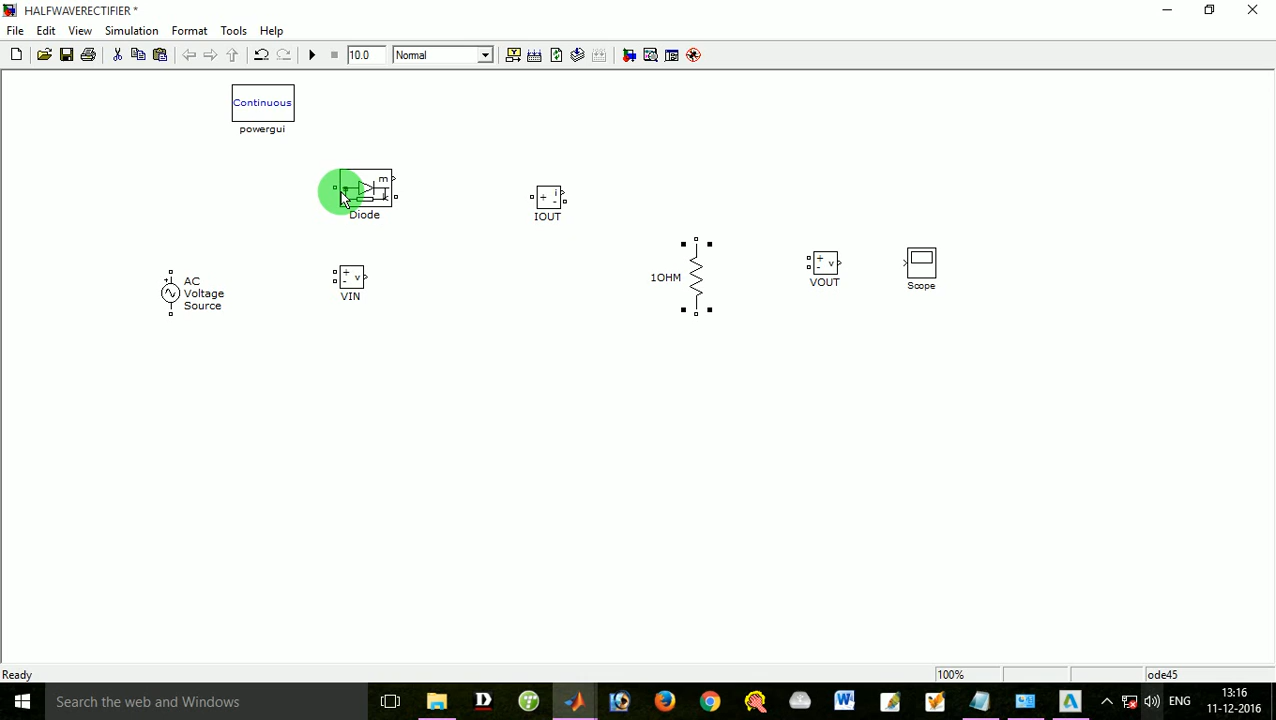 HALFWAVERECTIFIER *
File Edit View Simulation Format Tools Help
10.0 Normal
Continuous
powergui
m
k
Diode
+ i
-
IOUT
AC
Voltage
Source
+
+ v
-
VIN
1OHM
+ v
-
VOUT
Scope
Ready 100% ode45
Search the web and Windows
ENG
13:16
11-12-2016